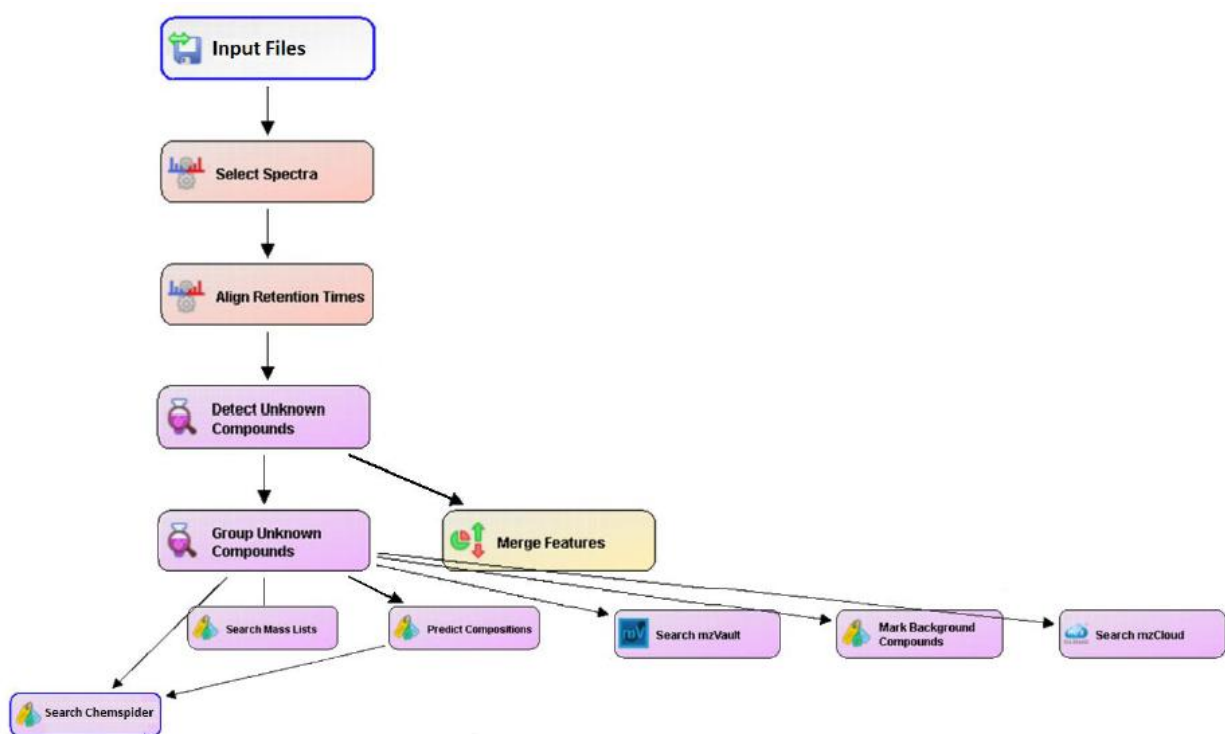 Input Files
Select Spectra
Align Retention Times
Detect Unknown
Compounds
Group Unknown
Compounds
Merge Features
Search Mass Lists
Predict Compositions
mV
Search mzVault
Mark Background
Compounds
Search mzCloud
Search Chemspider